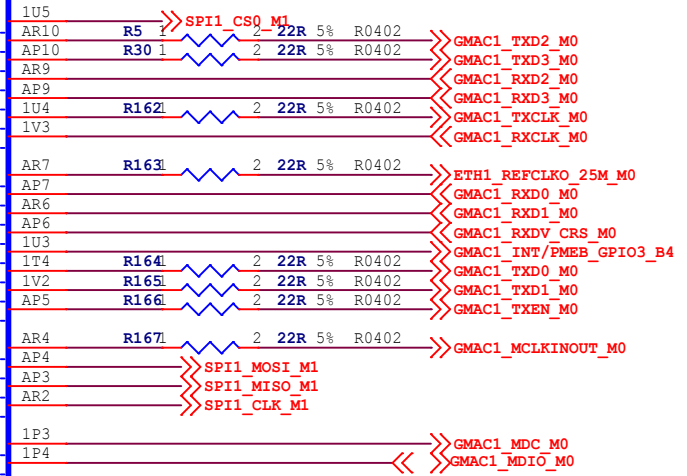 1U5 SPI1_CS0_M1
AR10 R5 1 2 22R 5% R0402 GMAC1_TXD2_M0
AP10 R30 1 2 22R 5% R0402 GMAC1_TXD3_M0
AR9 GMAC1_RXD2_M0
AP9 GMAC1_RXD3_M0
1U4 R162 1 2 22R 5% R0402 GMAC1_TXCLK_M0
1V3 GMAC1_RXCLK_M0
AR7 R163 1 2 22R 5% R0402 ETH1_REFCLKO_25M_M0
AP7 GMAC1_RXD0_M0
AR6 GMAC1_RXD1_M0
AP6 GMAC1_RXDV_CRS_M0
1U3 GMAC1_INT/PMEB_GPIO3_B4
1T4 R164 1 2 22R 5% R0402 GMAC1_TXD0_M0
1V2 R165 1 2 22R 5% R0402 GMAC1_TXD1_M0
AP5 R166 1 2 22R 5% R0402 GMAC1_TXEN_M0
AR4 R167 1 2 22R 5% R0402 GMAC1_MCLKINOUT_M0
AP4 SPI1_MOSI_M1
AP3 SPI1_MISO_M1
AR2 SPI1_CLK_M1
1P3 GMAC1_MDC_M0
1P4 GMAC1_MDIO_M0